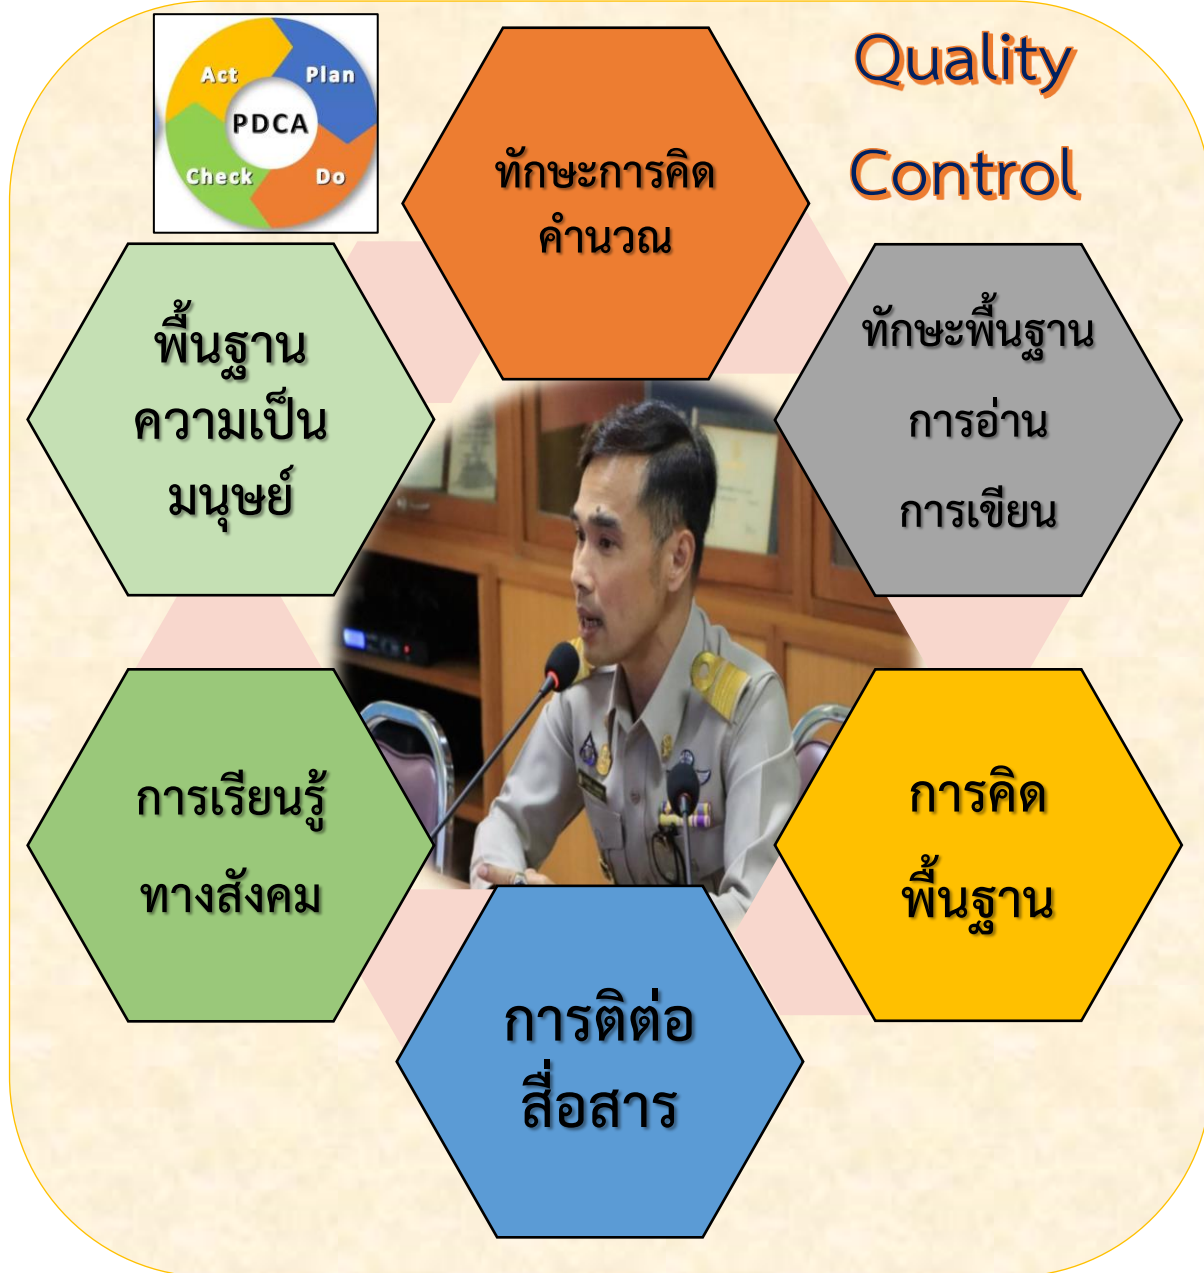 Act
Plan
PDCA
Check
Do
Quality
Control
ทักษะการคิด
คำนวณ
พื้นฐาน
ความเป็น
มนุษย์
ทักษะพื้นฐาน
การอ่าน
การเขียน
การเรียนรู้
ทางสังคม
การคิด
พื้นฐาน
การติต่อ
สื่อสาร